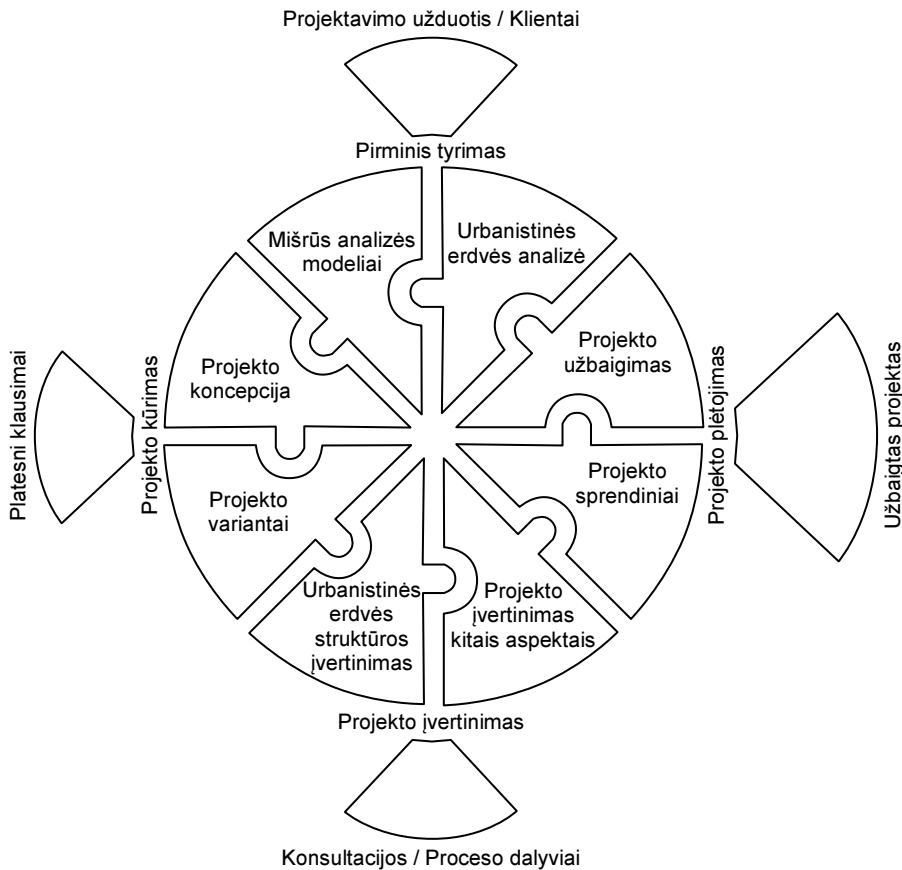 Projektavimo užduotis / Klientai
Pirminis tyrimas
Mišrūs analizės
modeliai
Urbanistinės
erdvės analizė
Projekto
koncepcija
Projekto
užbaigimas
Platesni klausimai
Projekto kūrimas
Projekto plėtojimas
Užbaigtas projektas
Projekto
variantai
Projekto
sprendiniai
Urbanistinės
erdvės
struktūros
įvertinimas
Projekto
įvertinimas
kitais aspektais
Projekto įvertinimas
Konsultacijos / Proceso dalyviai